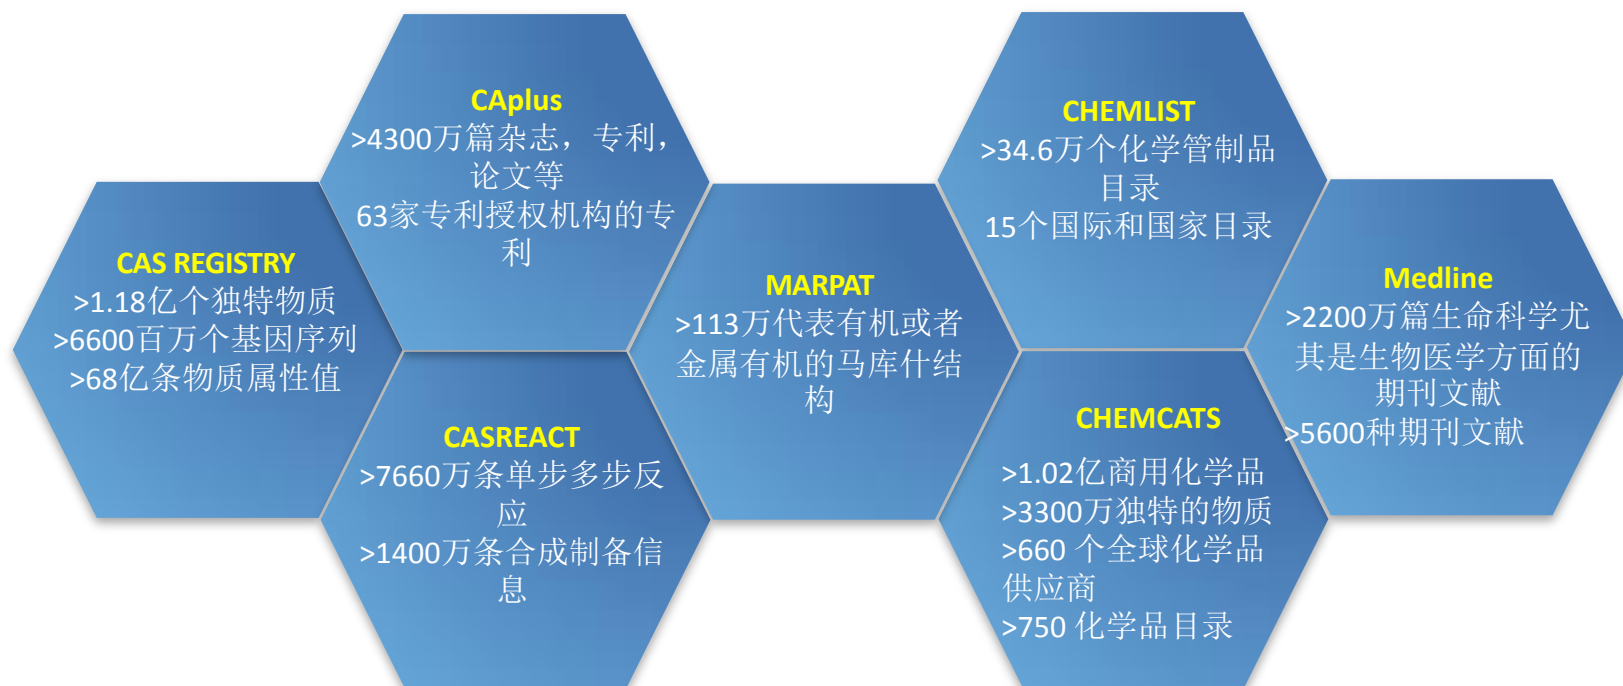 CAS REGISTRY
>1.18亿个独特物质
>6600百万个基因序列
>68亿条物质属性值
CAplus
>4300万篇杂志，专利，
论文等
63家专利授权机构的专
利
CASREACT
>7660万条单步多步反
应
>1400万条合成制备信
息
MARPAT
>113万代表有机或者
金属有机的马库什结
构
CHEMLIST
>34.6万个化学管制品
目录
15个国际和国家目录
CHEMCATS
>1.02亿商用化学品
>3300万独特的物质
>660 个全球化学品
供应商
>750 化学品目录
Medline
>2200万篇生命科学尤
其是生物医学方面的
期刊文献
>5600种期刊文献